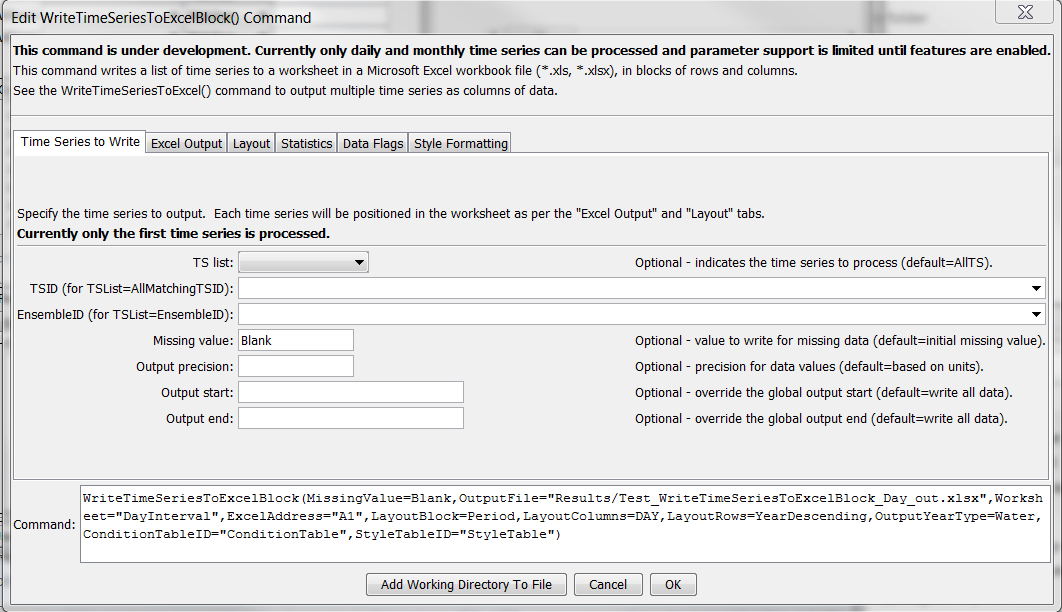 Edit WriteTimeSeriesToExcelBlock() Command
This command is under development. Currently only daily and monthly time series can be processed and parameter support is limited until features are enabled.
This command writes a list of time series to a worksheet in a Microsoft Excel workbook file (*.xls, *.xlsx), in blocks of rows and columns.
See the WriteTimeSeriesToExcel() command to output multiple time series as columns of data.
Time Series to Write Excel Output Layout Statistics Data Flags Style Formatting
Specify the time series to output. Each time series will be positioned in the worksheet as per the "Excel Output" and "Layout" tabs.
Currently only the first time series is processed.
TS list: Optional - indicates the time series to process (default=AllTS).
TSID (for TSList=AllMatchingTSID):
EnsembleID (for TSList=EnsembleID):
Missing value: Blank Optional - value to write for missing data (default=initial missing value).
Output precision: Optional - precision for data values (default=based on units).
Output start: Optional - override the global output start (default=write all data).
Output end: Optional - override the global output end (default=write all data).
Command:
WriteTimeSeriesToExcelBlock(MissingValue=Blank,OutputFile="Results/Test_WriteTimeSeriesToExcelBlock_Day_out.xlsx",Worksh
eet="DayInterval",ExcelAddress="A1",LayoutBlock=Period,LayoutColumns=DAY,LayoutRows=YearDescending,OutputYearType=Water,
ConditionTableID="ConditionTable",StyleTableID="StyleTable")
Add Working Directory To File Cancel OK